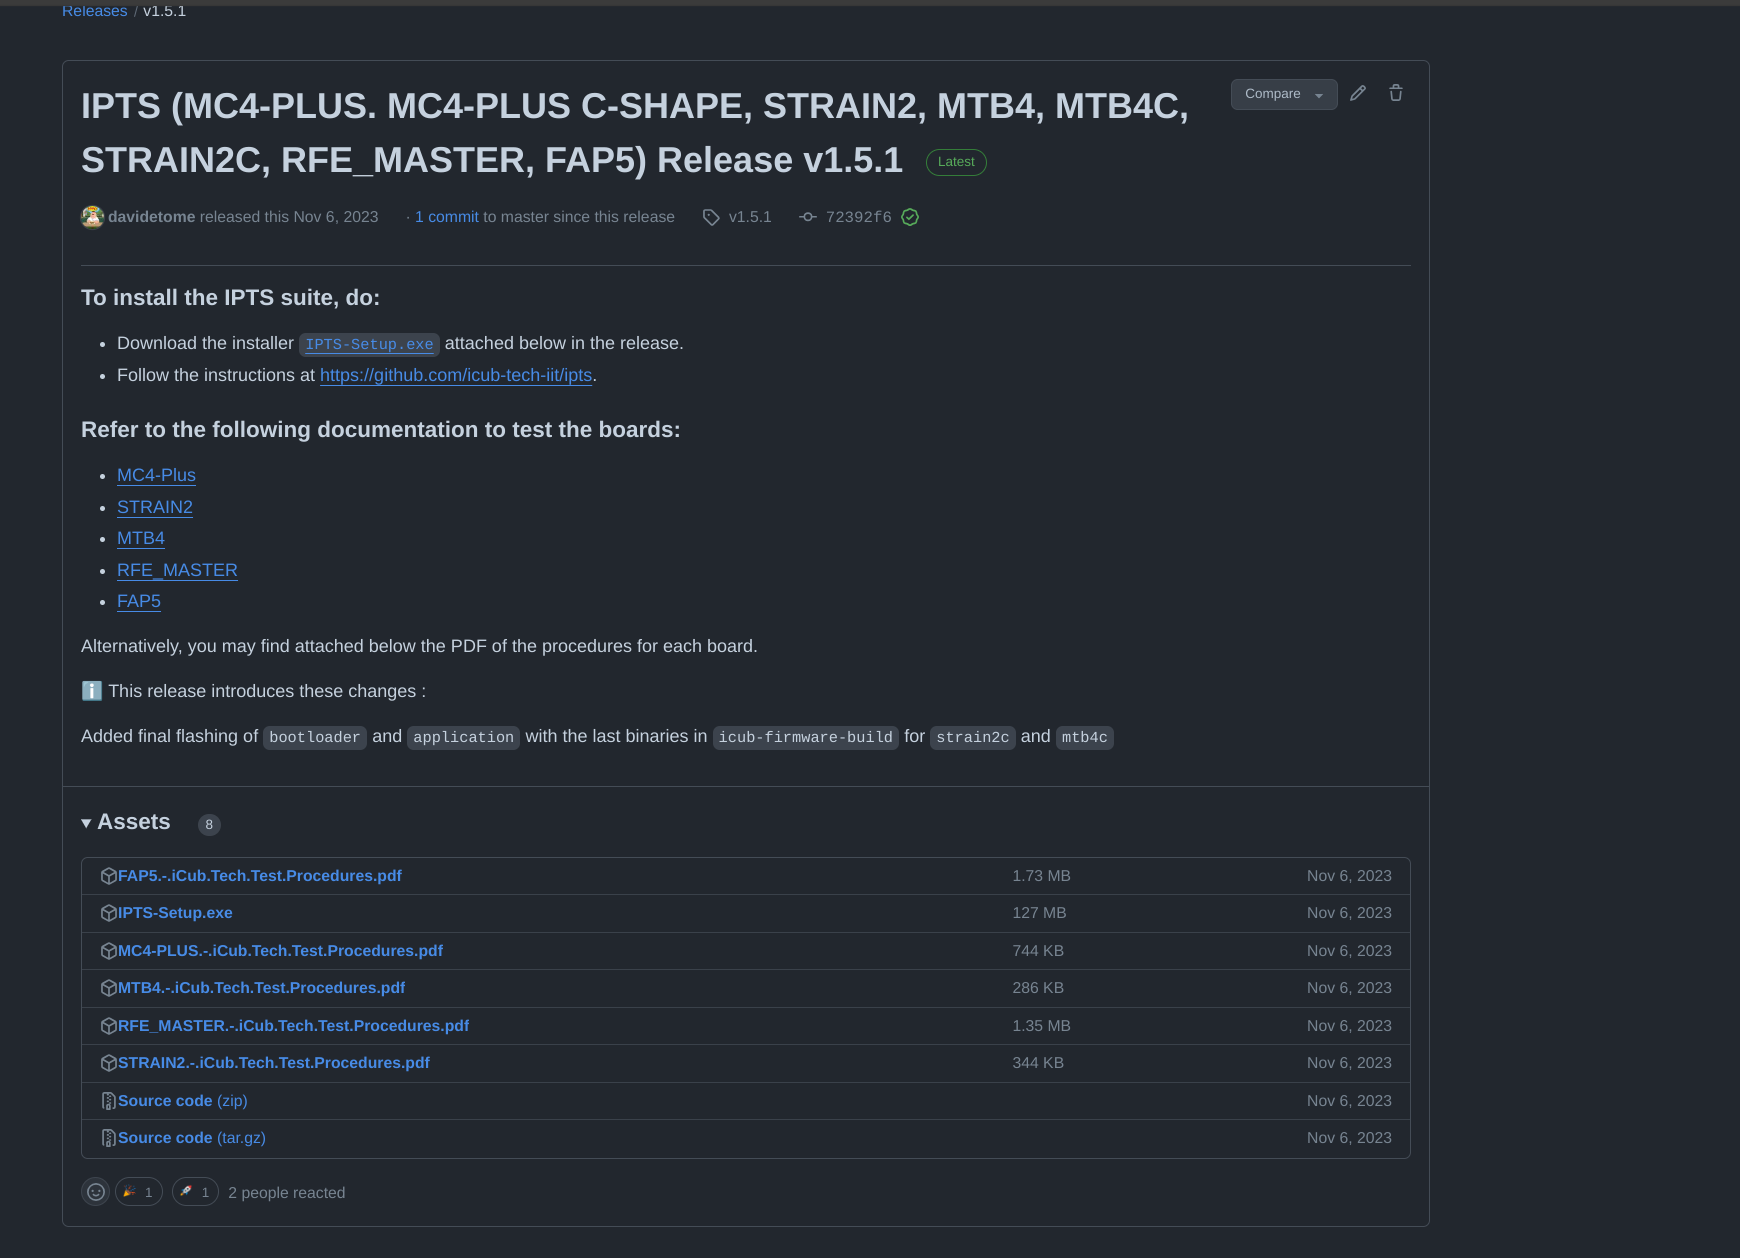 Releases / v1.5.1
IPTS (MC4-PLUS. MC4-PLUS C-SHAPE, STRAIN2, MTB4, MTB4C,
STRAIN2C, RFE_MASTER, FAP5) Release v1.5.1 Latest
Compare
davidetome released this Nov 6, 2023 · 1 commit to master since this release v1.5.1 72392f6
To install the IPTS suite, do:
• Download the installer IPTS-Setup.exe attached below in the release.
• Follow the instructions at https://github.com/icub-tech-iit/ipts.
Refer to the following documentation to test the boards:
• MC4-Plus
• STRAIN2
• MTB4
• RFE_MASTER
• FAP5
Alternatively, you may find attached below the PDF of the procedures for each board.
ℹ️ This release introduces these changes :
Added final flashing of bootloader and application with the last binaries in icub-firmware-build for strain2c and mtb4c
Assets 8
FAP5.-.iCub.Tech.Test.Procedures.pdf 1.73 MB Nov 6, 2023
IPTS-Setup.exe 127 MB Nov 6, 2023
MC4-PLUS.-.iCub.Tech.Test.Procedures.pdf 744 KB Nov 6, 2023
MTB4.-.iCub.Tech.Test.Procedures.pdf 286 KB Nov 6, 2023
RFE_MASTER.-.iCub.Tech.Test.Procedures.pdf 1.35 MB Nov 6, 2023
STRAIN2.-.iCub.Tech.Test.Procedures.pdf 344 KB Nov 6, 2023
Source code (zip) Nov 6, 2023
Source code (tar.gz) Nov 6, 2023
1 1 2 people reacted